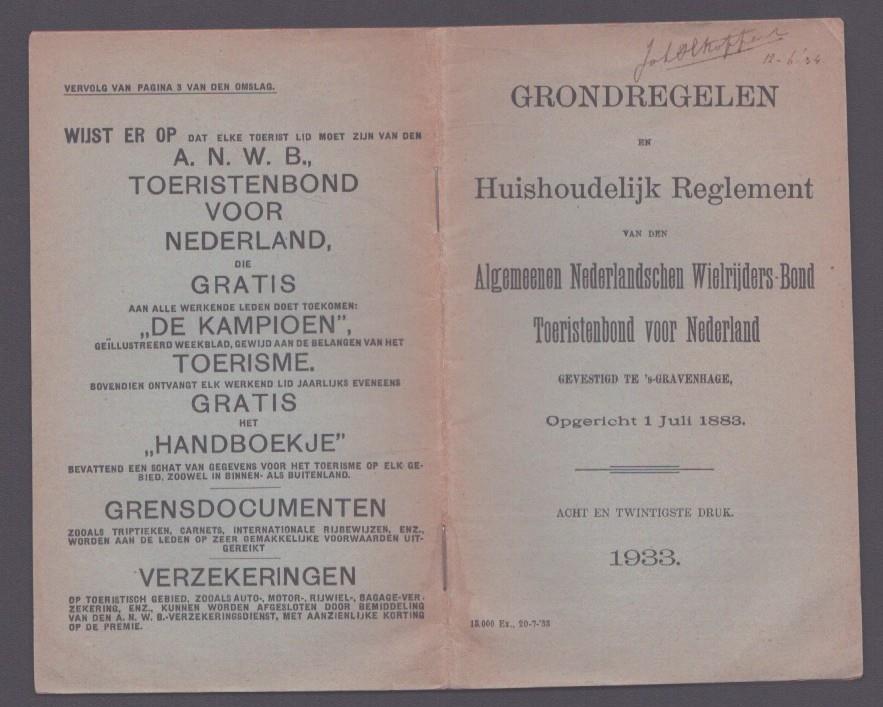 VERVOLG VAN PAGINA 3 VAN DEN OMSLAG.
WIJST ER OP DAT ELKE TOERIST LID MOET ZIJN VAN DEN
A. N. W. B.,
TOERISTENBOND
VOOR
NEDERLAND,
DIE
GRATIS
AAN ALLE WERKENDE LEDEN DOET TOEKOMEN:
„DE KAMPIOEN”,
GEÏLLUSTREERD WEEKBLAD, GEWIJD AAN DE BELANGEN VAN HET
TOERISME.
BOVENDIEN ONTVANGT ELK WERKEND LID JAARLIJKS EVENEENS
GRATIS
HET
„HANDBOEKJE”
BEVATTEND EEN SCHAT VAN GEGEVENS VOOR HET TOERISME OP ELK GE-
BIED, ZOOWEL IN BINNEN- ALS BUITENLAND.
GRENSDOCUMENTEN
ZOOALS TRIPTIEKEN, CARNETS, INTERNATIONALE RIJBEWIJZEN, ENZ.,
WORDEN AAN DE LEDEN OP ZEER GEMAKKELIJKE VOORWAARDEN UIT-
GEREIKT
VERZEKERINGEN
OP TOERISTISCH GEBIED, ZOOALS AUTO-, MOTOR-, RIJWIEL-, BAGAGE-VER-
ZEKERING, ENZ., KUNNEN WORDEN AFGESLOTEN DOOR BEMIDDELING
VAN DEN A. N. W. B.-VERZEKERINGSDIENST, MET AANZIENLIJKE KORTING
OP DE PREMIE.
12-6-'34
GRONDREGELEN
EN
Huishoudelijk Reglement
VAN DEN
Algemeenen Nederlandschen Wielrijders-Bond
Toeristenbond voor Nederland
GEVESTIGD TE 's-GRAVENHAGE,
Opgericht 1 Juli 1883.
ACHT EN TWINTIGSTE DRUK.
1933.
15.000 Ex., 20-7-'33